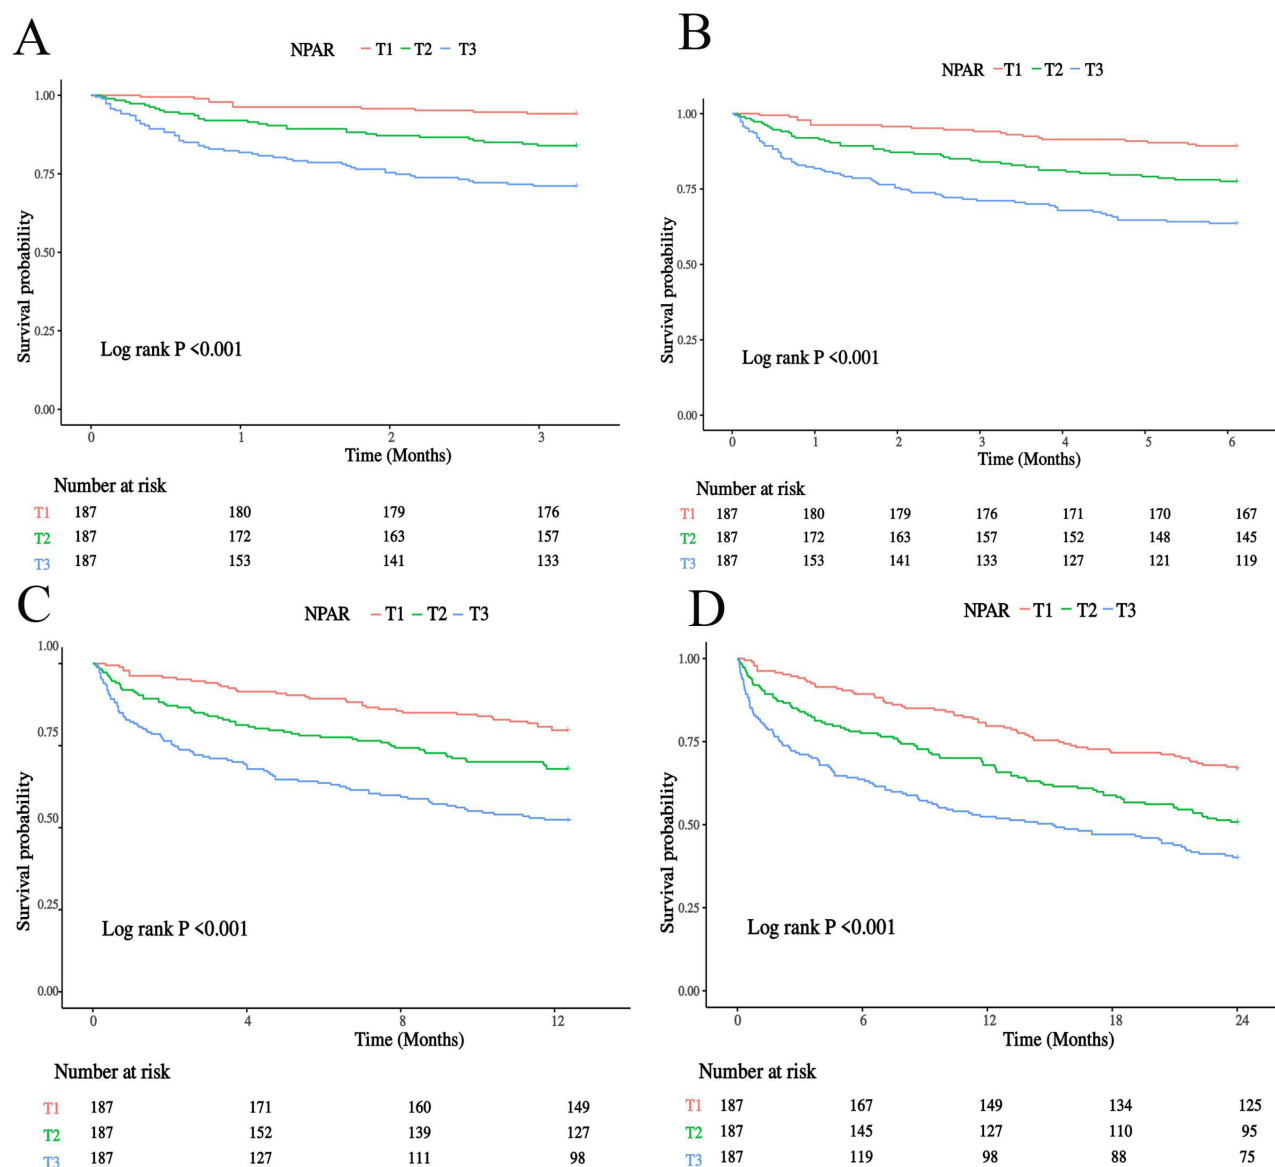 A
NPAR T1 T2 T3
1.00
0.75
0.50
0.25
0.00
Survival probability
Log rank P <0.001
0 1 2 3
Time (Months)
Number at risk
T1 187 180 179 176
T2 187 172 163 157
T3 187 153 141 133
B
NPAR T1 T2 T3
1.00
0.75
0.50
0.25
0.00
Survival probability
Log rank P <0.001
0 1 2 3 4 5 6
Time (Months)
Number at risk
T1 187 180 179 176 171 170 167
T2 187 172 163 157 152 148 145
T3 187 153 141 133 127 121 119
C
NPAR T1 T2 T3
1.00
0.75
0.50
0.25
0.00
Survival probability
Log rank P <0.001
0 4 8 12
Time (Months)
Number at risk
T1 187 171 160 149
T2 187 152 139 127
T3 187 127 111 98
D
NPAR T1 T2 T3
1.00
0.75
0.50
0.25
0.00
Survival probability
Log rank P <0.001
0 6 12 18 24
Time (Months)
Number at risk
T1 187 167 149 134 125
T2 187 145 127 110 95
T3 187 119 98 88 75